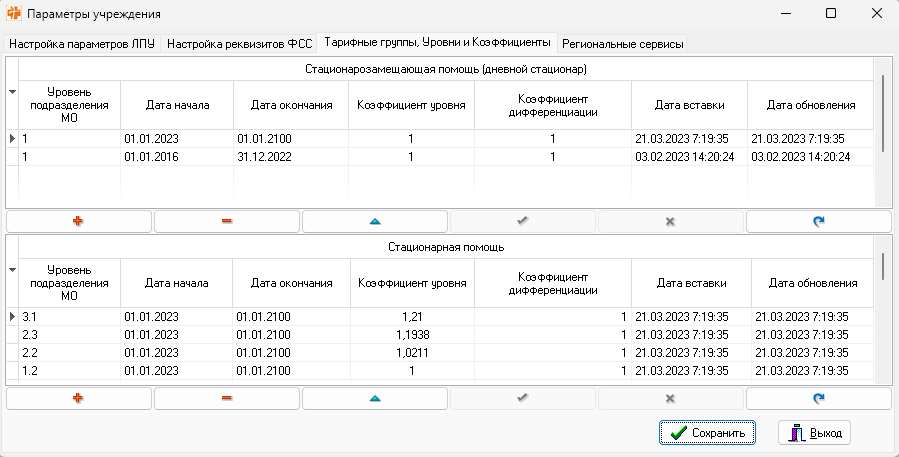 Параметры учреждения
Настройка параметров ЛПУ Настройка реквизитов ФСС Тарифные группы, Уровни и Коэффициенты Региональные сервисы
Стационарозамещающая помощь (дневной стационар)
Уровень подразделения МО Дата начала Дата окончания Коэффициент уровня Коэффициент дифференциации Дата вставки Дата обновления
1 01.01.2023 01.01.2100 1 1 21.03.2023 7:19:35 21.03.2023 7:19:35
1 01.01.2016 31.12.2022 1 1 03.02.2023 14:20:24 03.02.2023 14:20:24
Стационарная помощь
Уровень подразделения МО Дата начала Дата окончания Коэффициент уровня Коэффициент дифференциации Дата вставки Дата обновления
3.1 01.01.2023 01.01.2100 1,21 1 21.03.2023 7:19:35 21.03.2023 7:19:35
2.3 01.01.2023 01.01.2100 1,1938 1 21.03.2023 7:19:35 21.03.2023 7:19:35
2.2 01.01.2023 01.01.2100 1,0211 1 21.03.2023 7:19:35 21.03.2023 7:19:35
1.2 01.01.2023 01.01.2100 1 1 21.03.2023 7:19:35 21.03.2023 7:19:35
Сохранить Выход